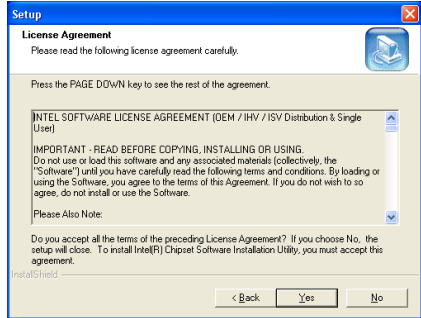 Setup
License Agreement
Please read the following license agreement carefully.
Press the PAGE DOWN key to see the rest of the agreement.
INTEL SOFTWARE LICENSE AGREEMENT (OEM / IHV / ISV Distribution & Single
User)
IMPORTANT - READ BEFORE COPYING, INSTALLING OR USING.
Do not use or load this software and any associated materials (collectively, the
"Software") until you have carefully read the following terms and conditions. By loading or
using the Software, you agree to the terms of this Agreement. If you do not wish to so
agree, do not install or use the Software.
Please Also Note:
Do you accept all the terms of the preceding License Agreement? If you choose No, the
setup will close. To install Intel(R) Chipset Software Installation Utility, you must accept this
agreement.
InstallShield
< Back
Yes
No